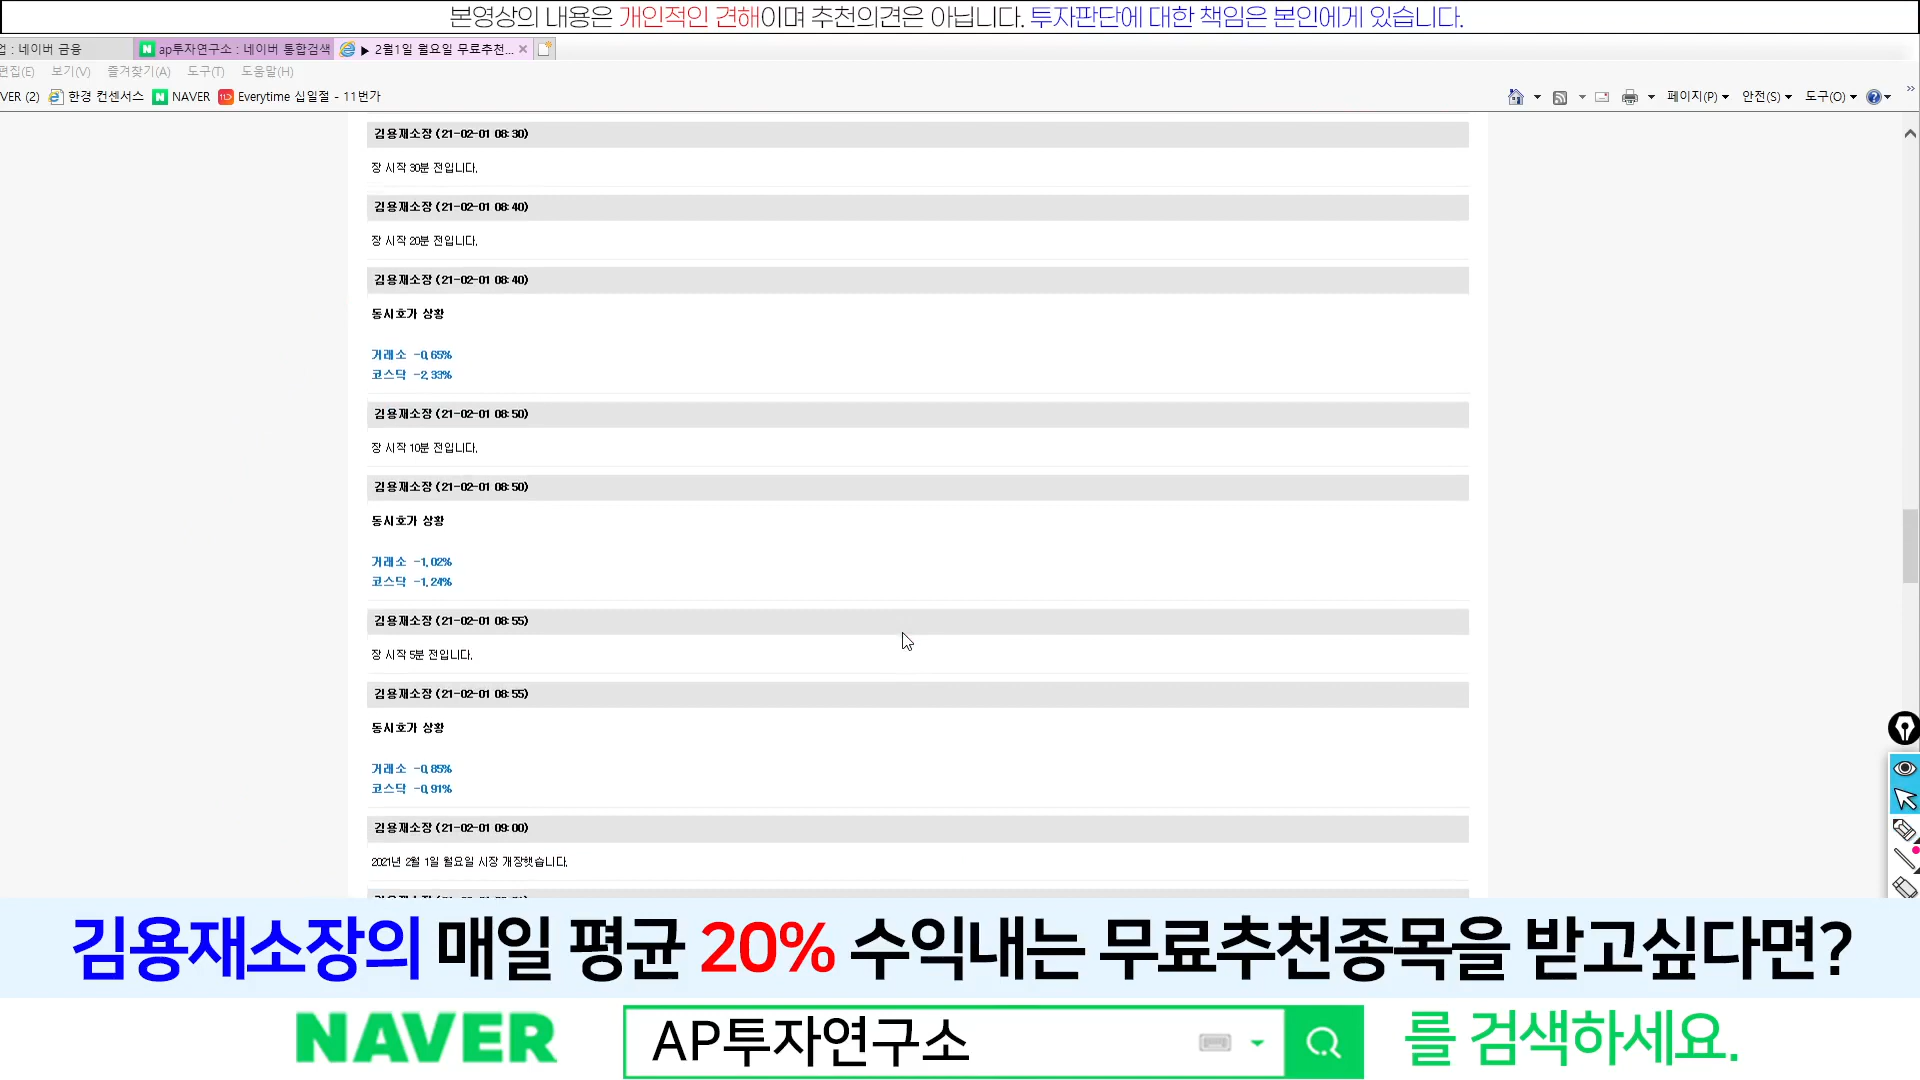 본영상의 내용은 개인적인 견해이며 추천의견은 아닙니다. 투자판단에 대한 책임은 본인에게 있습니다.
: 네이버 금융
ap투자연구소 : 네이버 통합검색
▶ 2월1일 월요일 무료추천...
편집(E) 보기(V) 즐겨찾기(A) 도구(T) 도움말(H)
VER (2) 한경 컨센서스 NAVER Everytime 십일절 - 11번가
페이지(P) 안전(S) 도구(O)
김용재소장 (21-02-01 08:30)
장 시작 30분 전입니다.
김용재소장 (21-02-01 08:40)
장 시작 20분 전입니다.
김용재소장 (21-02-01 08:40)
동시호가 상황
거래소 -0.65%
코스닥 -2.33%
김용재소장 (21-02-01 08:50)
장 시작 10분 전입니다.
김용재소장 (21-02-01 08:50)
동시호가 상황
거래소 -1.02%
코스닥 -1.24%
김용재소장 (21-02-01 08:55)
장 시작 5분 전입니다.
김용재소장 (21-02-01 08:55)
동시호가 상황
거래소 -0.85%
코스닥 -0.91%
김용재소장 (21-02-01 09:00)
2021년 2월 1일 월요일 시장 개장했습니다.
김용재소장의 매일 평균 20% 수익내는 무료추천종목을 받고싶다면?
NAVER AP투자연구소 를 검색하세요.